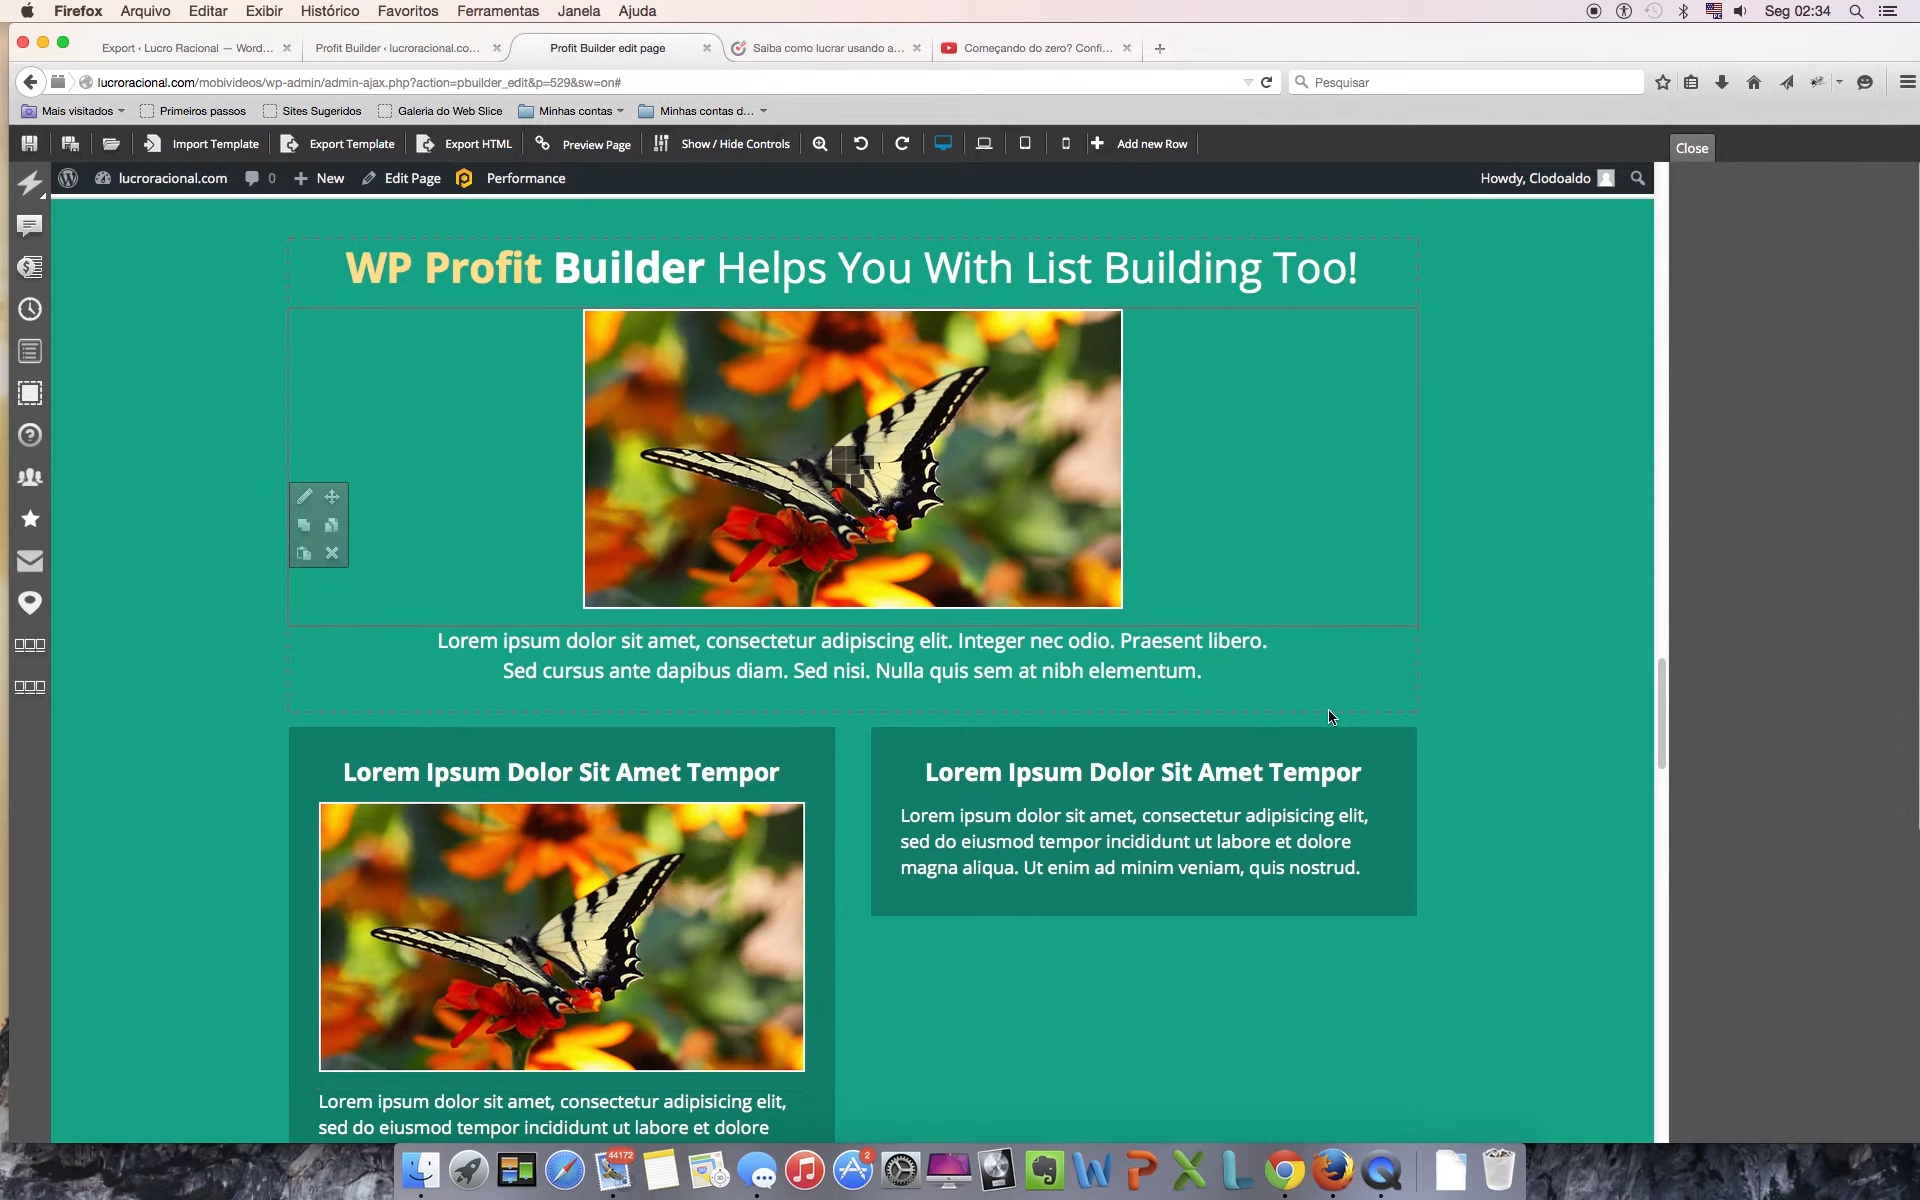 Firefox Arquivo Editar Exibir Histórico Favoritos Ferramentas Janela Ajuda Seg 02:34
Export ‹ Lucro Racional — Word... Profit Builder ‹ lucroracional.co... Profit Builder edit page Saiba como lucrar usando a... Começando do zero? Confi...
lucroracional.com/mobivideos/wp-admin/admin-ajax.php?action=pbuilder_edit&p=529&sw=on# Pesquisar
Mais visitados Primeiros passos Sites Sugeridos Galeria do Web Slice Minhas contas Minhas contas d...
Import Template Export Template Export HTML Preview Page Show / Hide Controls Add new Row Close
lucroracional.com 0 New Edit Page Performance Howdy, Clodoaldo
WP Profit Builder Helps You With List Building Too!
Lorem ipsum dolor sit amet, consectetur adipiscing elit. Integer nec odio. Praesent libero.
Sed cursus ante dapibus diam. Sed nisi. Nulla quis sem at nibh elementum.
Lorem Ipsum Dolor Sit Amet Tempor
Lorem ipsum dolor sit amet, consectetur adipisicing elit,
sed do eiusmod tempor incididunt ut labore et dolore
Lorem Ipsum Dolor Sit Amet Tempor
Lorem ipsum dolor sit amet, consectetur adipisicing elit,
sed do eiusmod tempor incididunt ut labore et dolore
magna aliqua. Ut enim ad minim veniam, quis nostrud.
44172
2